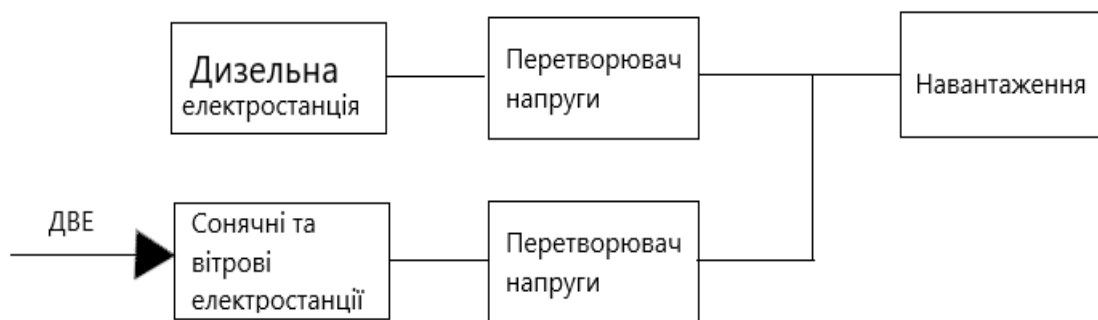 Дизельна
електростанція
Перетворювач
напруги
Навантаження
ДВЕ
Сонячні та
вітрові
електростанції
Перетворювач
напруги